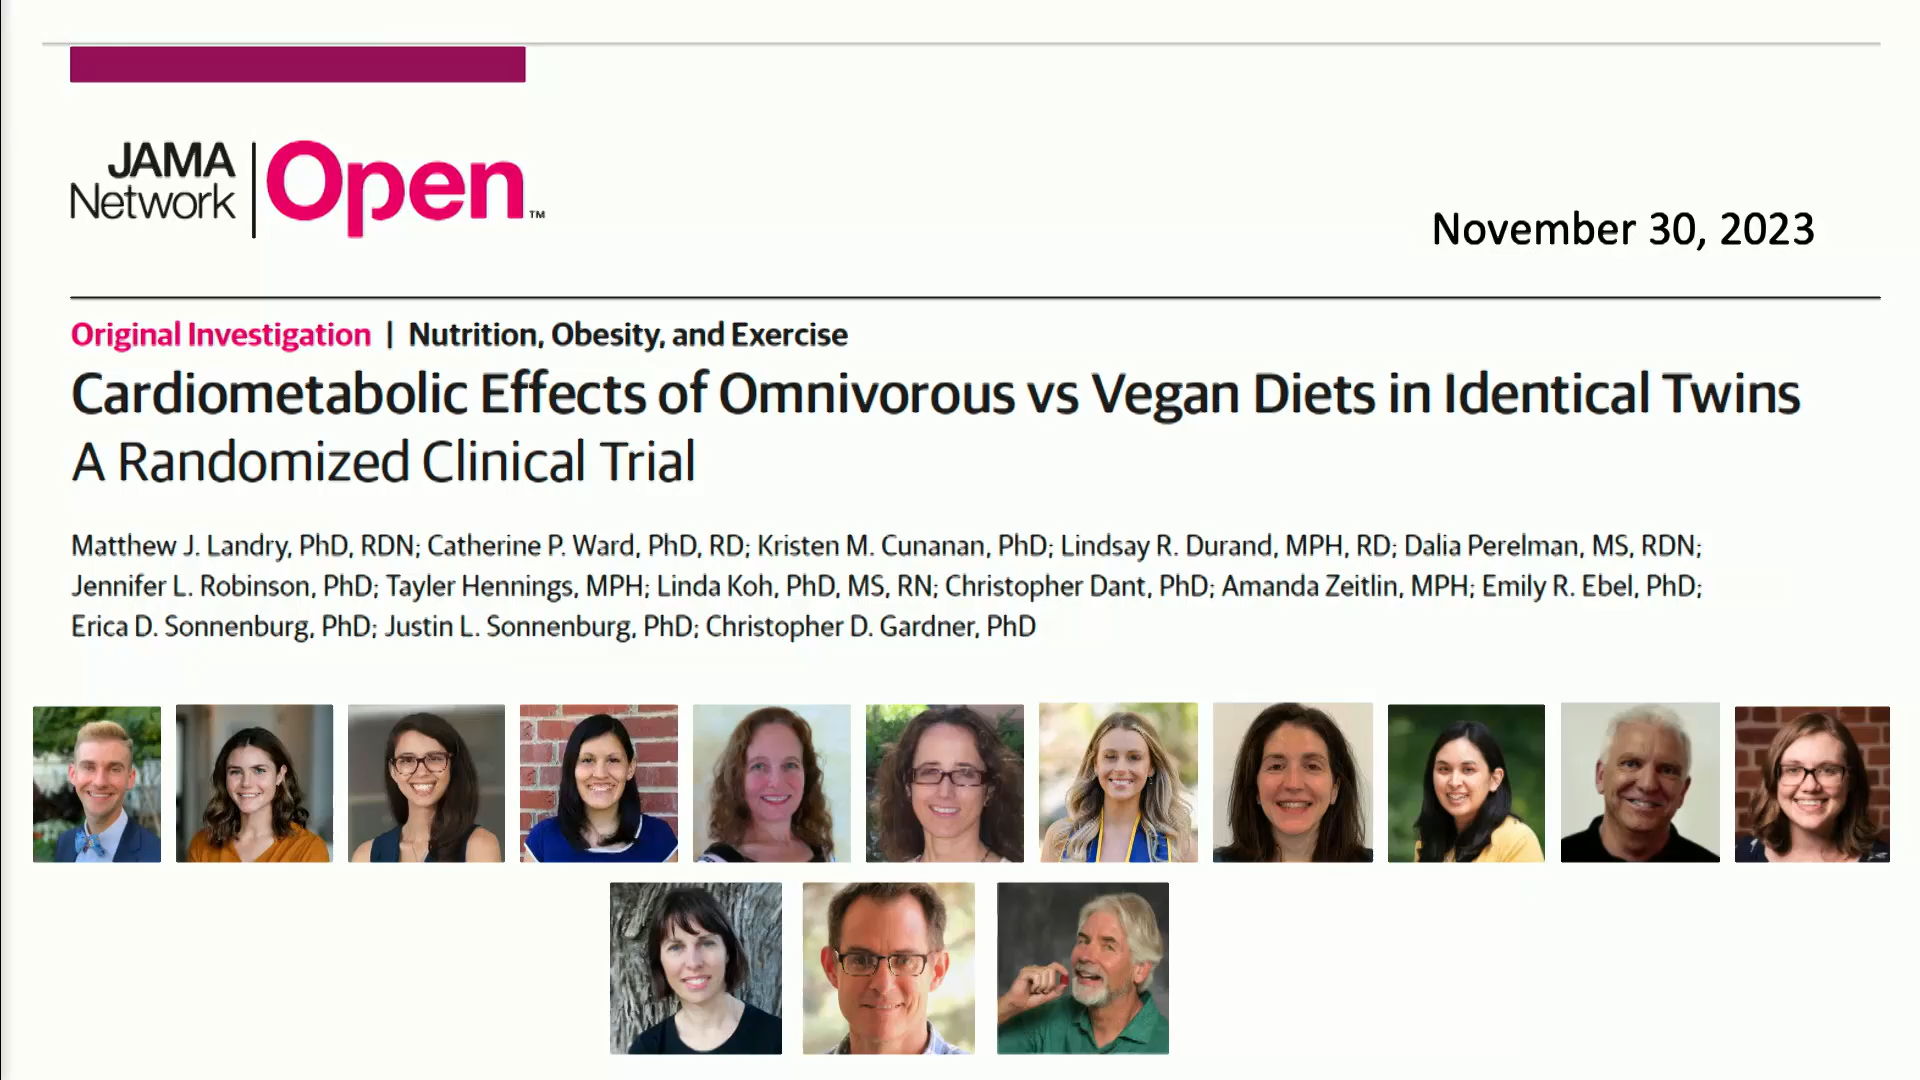 JAMA
Network
Open™
November 30, 2023
Original Investigation | Nutrition, Obesity, and Exercise
Cardiometabolic Effects of Omnivorous vs Vegan Diets in Identical Twins
A Randomized Clinical Trial
Matthew J. Landry, PhD, RDN; Catherine P. Ward, PhD, RD; Kristen M. Cunanan, PhD; Lindsay R. Durand, MPH, RD; Dalia Perelman, MS, RDN;
Jennifer L. Robinson, PhD; Tayler Hennings, MPH; Linda Koh, PhD, MS, RN; Christopher Dant, PhD; Amanda Zeitlin, MPH; Emily R. Ebel, PhD;
Erica D. Sonnenburg, PhD; Justin L. Sonnenburg, PhD; Christopher D. Gardner, PhD